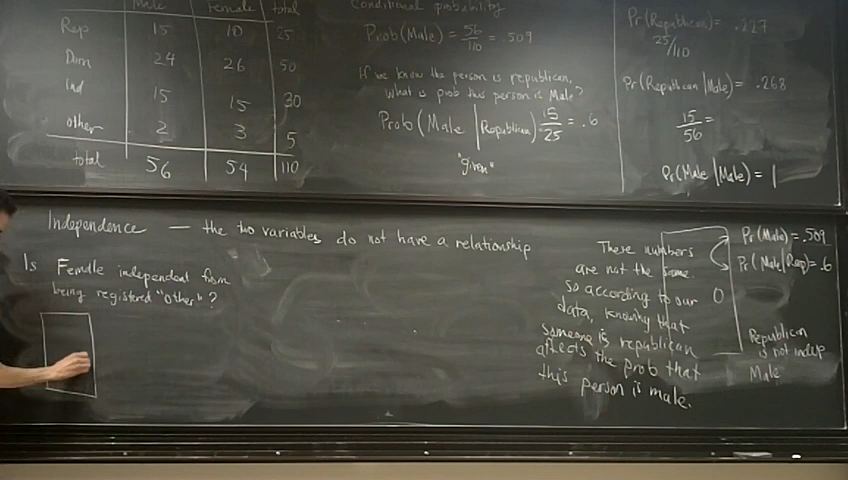 Male Female total
Rep 15 10 25
Dem 24 26 50
Ind 15 15 30
other 2 3 5
total 56 54 110
Conditional probability
Prob(Male) = 56/110 = .509
If we know the person is republican,
what is prob this person is Male?
Prob(Male | Republican) 15/25 = .6
"given"
Pr(Republican) = .227
25/110
Pr(Republican | Male) = .268
15/56 =
Pr(Male | Male) = 1
Independence — the two variables do not have a relationship
Is Female independent from
being registered "other"?
These numbers
are not the same.
so according to our
data, knowing that
someone is republican
affects the prob that
this person is male.
Pr(Male) = .509
Pr(Male | Rep) = .6
Republican
is not indep
Male